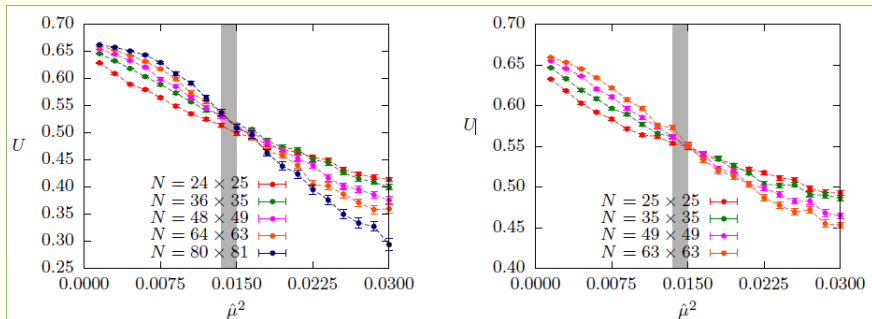 0.70
0.65
0.60
0.55
0.50
0.45
0.40
0.35
0.30
0.25
U
N = 24 × 25
N = 36 × 35
N = 48 × 49
N = 64 × 63
N = 80 × 81
0.0000 0.0075 0.0150 0.0225 0.0300
μ̂²
0.70
0.65
0.60
0.55
0.50
0.45
0.40
U|
N = 25 × 25
N = 35 × 35
N = 49 × 49
N = 63 × 63
0.0000 0.0075 0.0150 0.0225 0.0300
μ̂²